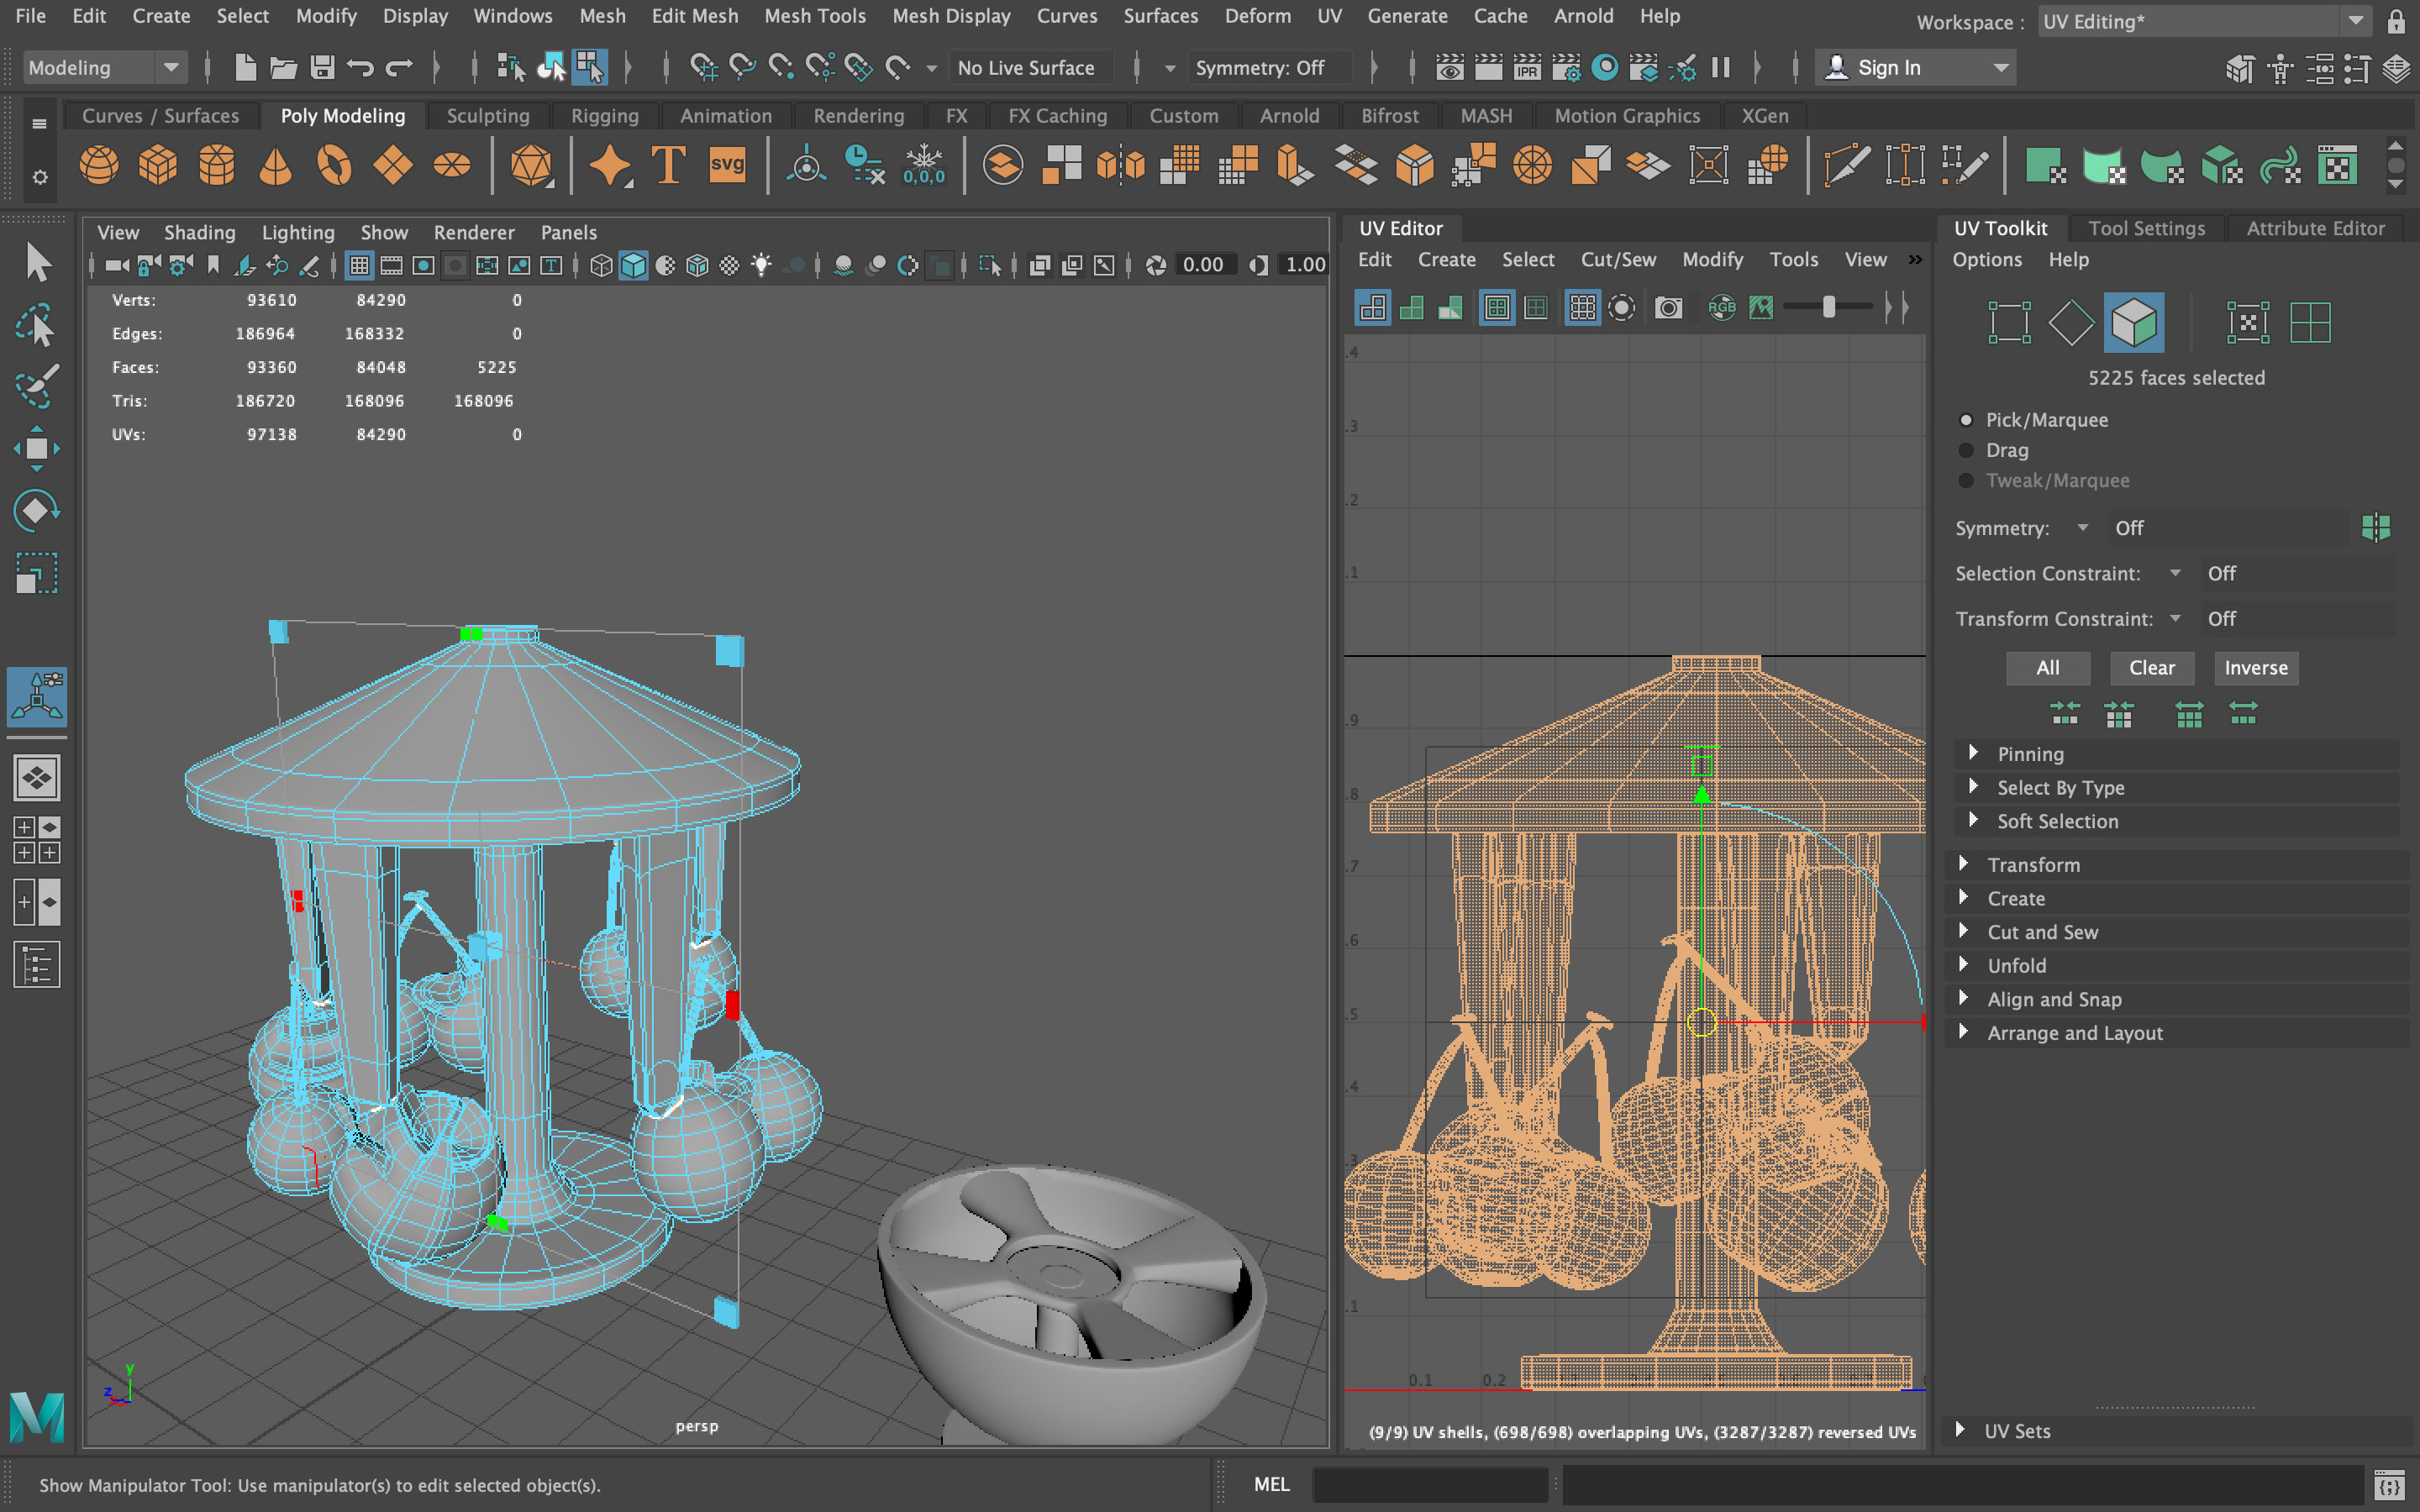 File Edit Create Select Modify Display Windows Mesh Edit Mesh Mesh Tools Mesh Display Curves Surfaces Deform UV Generate Cache Arnold Help
Workspace : UV Editing*
Modeling
No Live Surface
Symmetry: Off
IPR
Sign In
Curves / Surfaces Poly Modeling Sculpting Rigging Animation Rendering FX FX Caching Custom Arnold Bifrost MASH Motion Graphics XGen
T
svg
0,0,0
View Shading Lighting Show Renderer Panels
0.00
1.00
Verts: 93610 84290 0
Edges: 186964 168332 0
Faces: 93360 84048 5225
Tris: 186720 168096 168096
UVs: 97138 84290 0
y
z
persp
UV Editor
Edit Create Select Cut/Sew Modify Tools View »
RGB
.4
.3
.2
.1
.9
.8
.7
.6
.5
.4
.3
.1
0.1 0.2
(9/9) UV shells, (698/698) overlapping UVs, (3287/3287) reversed UVs
UV Toolkit Tool Settings Attribute Editor
Options Help
5225 faces selected
Pick/Marquee
Drag
Tweak/Marquee
Symmetry: Off
Selection Constraint: Off
Transform Constraint: Off
All Clear Inverse
Pinning
Select By Type
Soft Selection
Transform
Create
Cut and Sew
Unfold
Align and Snap
Arrange and Layout
UV Sets
M
Show Manipulator Tool: Use manipulator(s) to edit selected object(s).
MEL